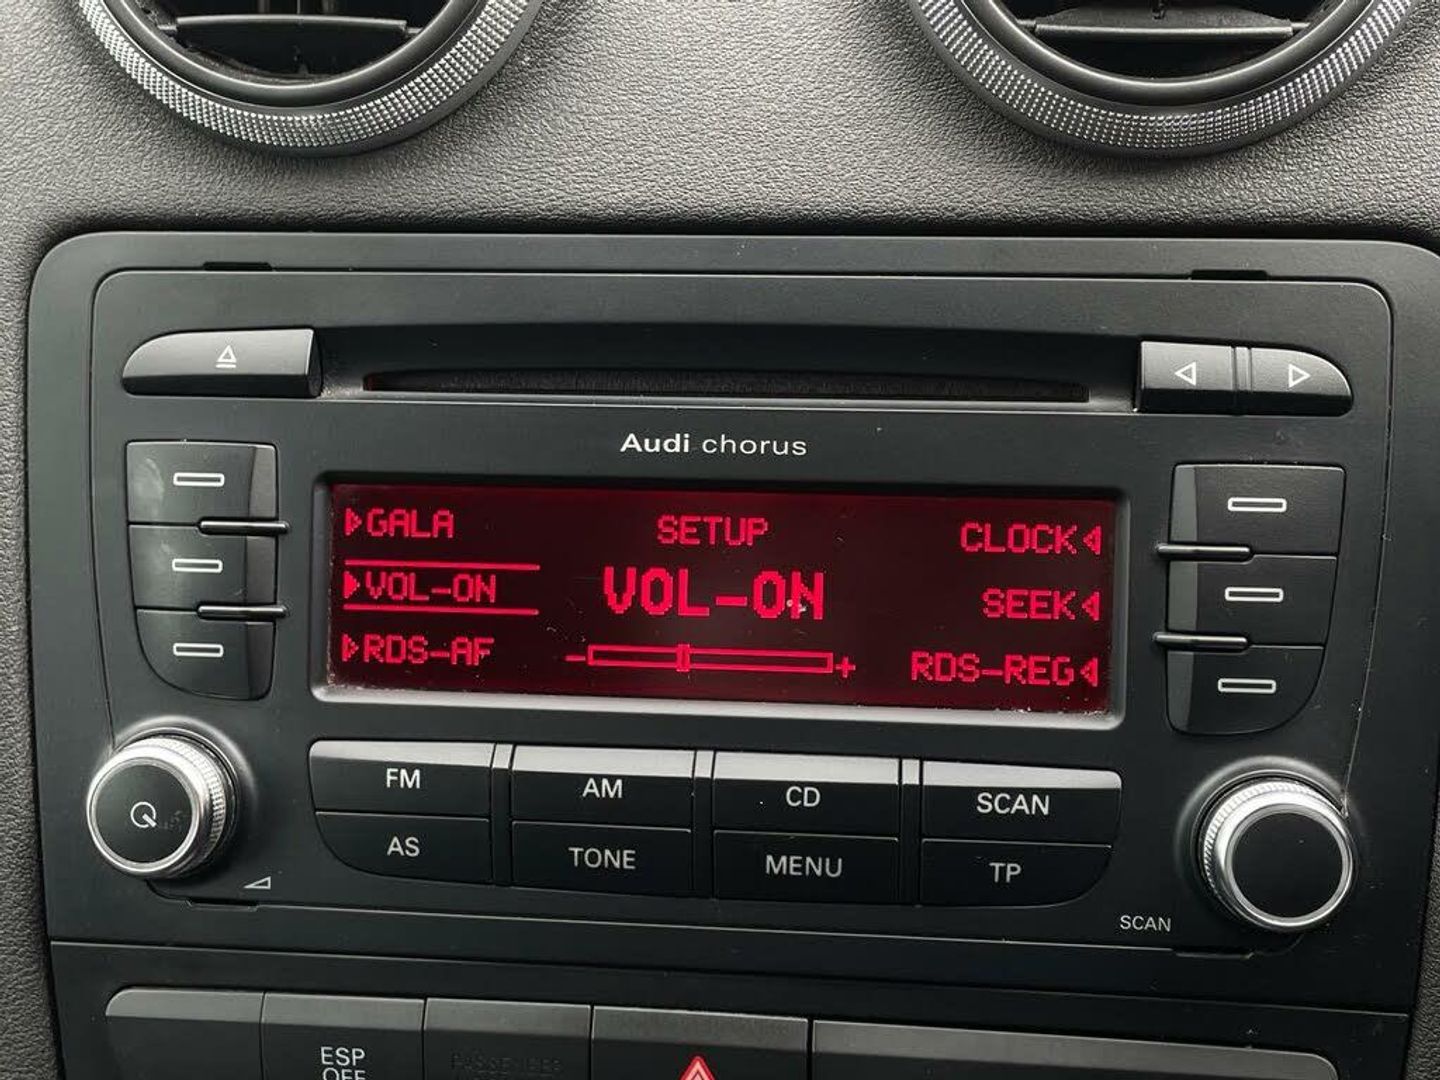 Audi chorus
GALA SETUP CLOCK
VOL-ON VOL-ON SEEK
RDS-AF - + RDS-REG
FM AM CD SCAN
AS TONE MENU TP
SCAN
ESP
OFF